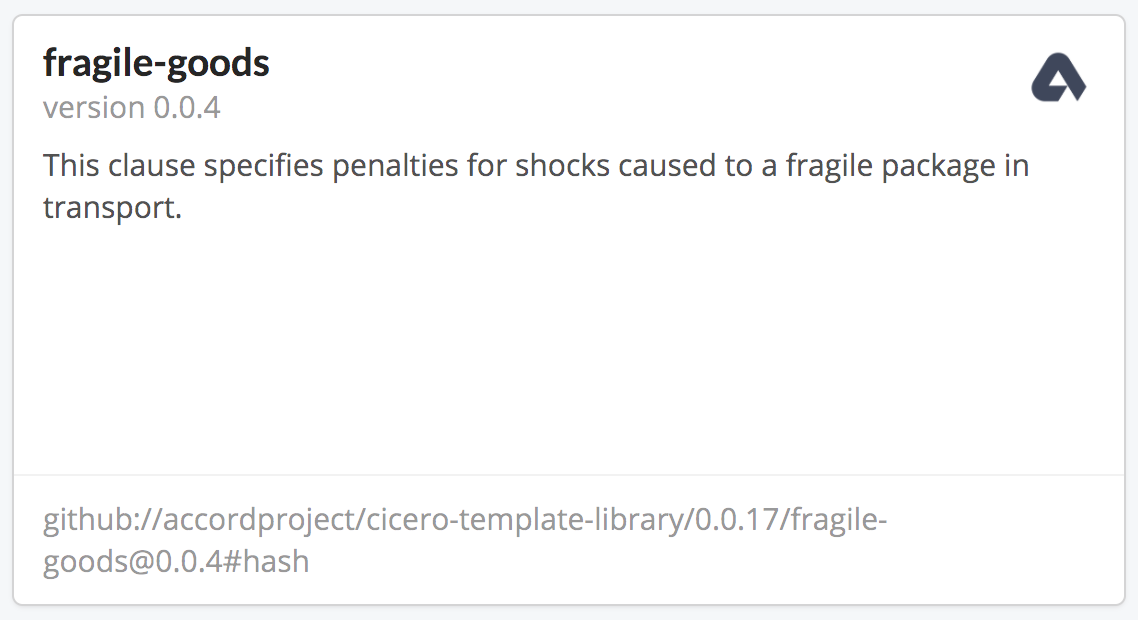 fragile-goods
version 0.0.4
This clause specifies penalties for shocks caused to a fragile package in
transport.
github://accordproject/cicero-template-library/0.0.17/fragile-
goods@0.0.4#hash